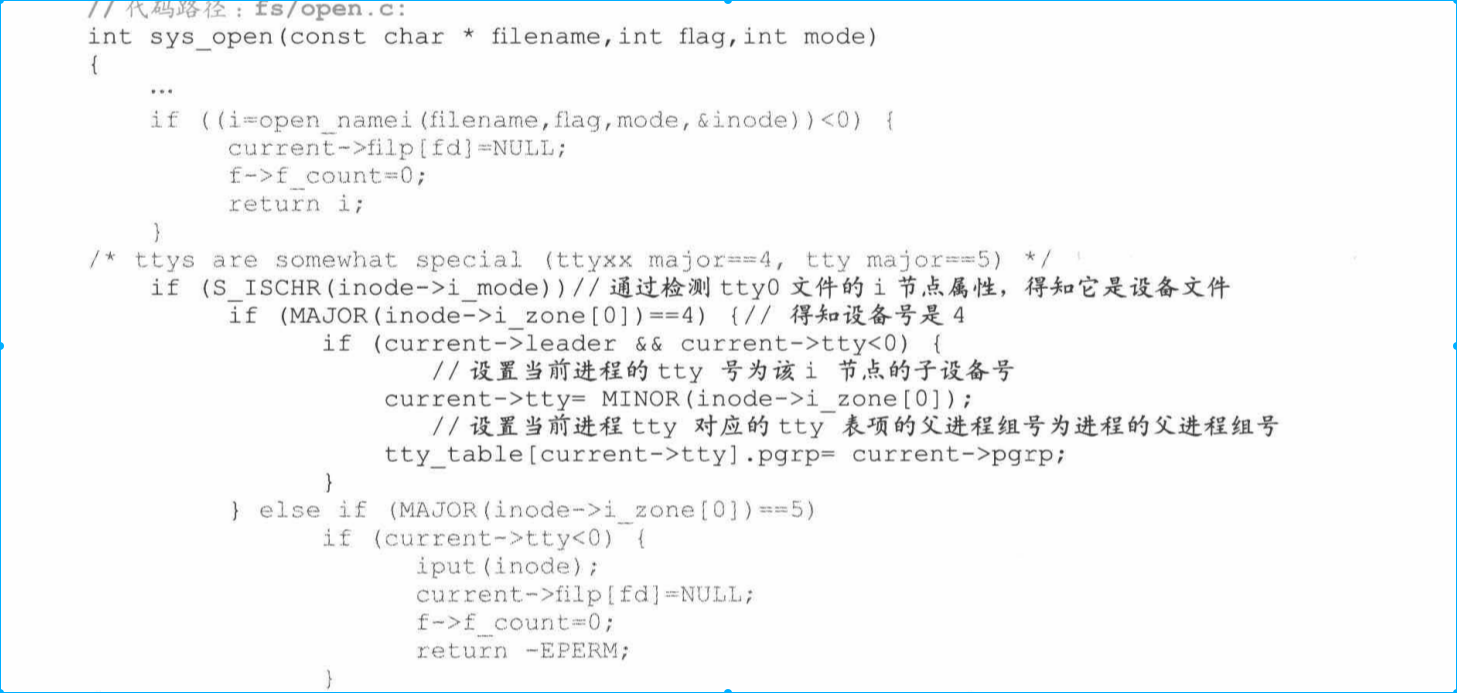 // 代码路径：fs/open.c:
int sys_open(const char * filename,int flag,int mode)
{
...
if ((i=open_namei(filename,flag,mode,&inode))<0) {
current->filp[fd]=NULL;
f->f_count=0;
return i;
}
/* ttys are somewhat special (ttyxx major==4, tty major==5) */
if (S_ISCHR(inode->i_mode))//通过检测tty0 文件的 i 节点属性，得知它是设备文件
if (MAJOR(inode->i_zone[0])==4) {// 得知设备号是 4
if (current->leader && current->tty<0) {
//设置当前进程的 tty 号为该 i 节点的子设备号
current->tty= MINOR(inode->i_zone[0]);
//设置当前进程 tty 对应的 tty 表项的父进程组号为进程的父进程组号
tty_table[current->tty].pgrp= current->pgrp;
}
} else if (MAJOR(inode->i_zone[0])==5)
if (current->tty<0) {
iput(inode);
current->filp[fd]=NULL;
f->f_count=0;
return -EPERM;
}